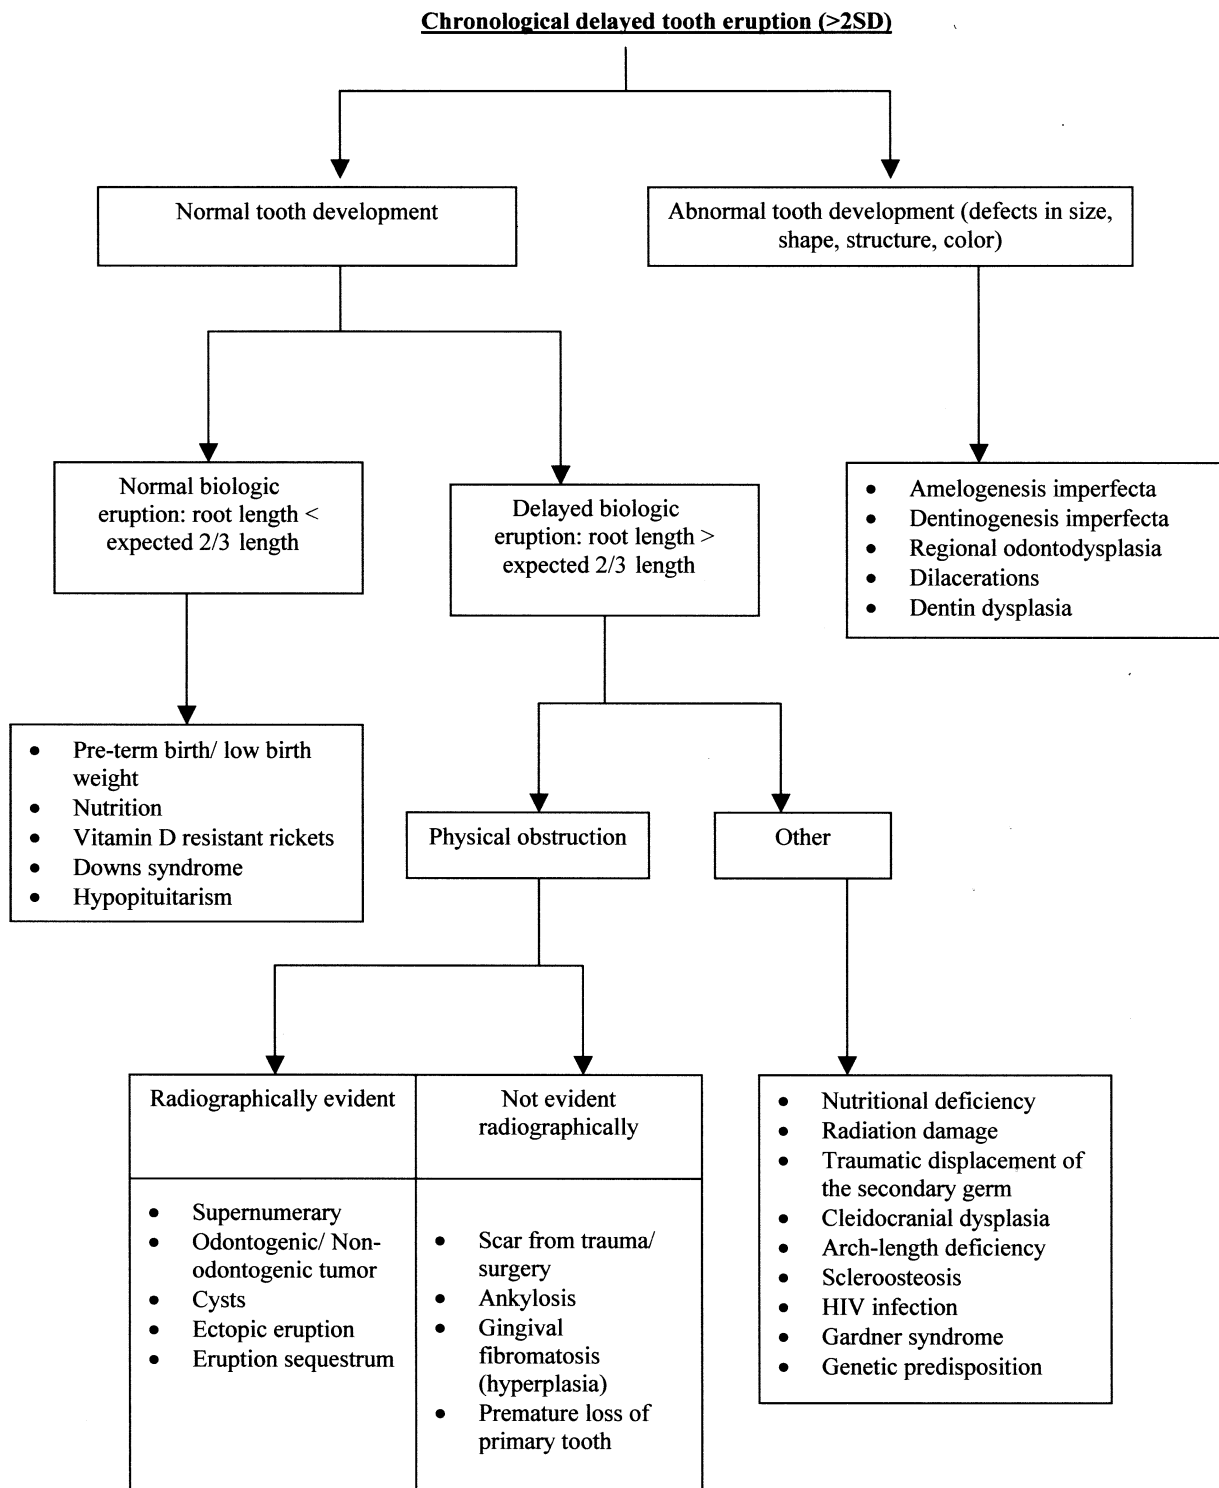 Chronological delayed tooth eruption (>2SD)
Normal tooth development
Abnormal tooth development (defects in size,
shape, structure, color)
Normal biologic
eruption: root length <
expected 2/3 length
Delayed biologic
eruption: root length >
expected 2/3 length
• Amelogenesis imperfecta
• Dentinogenesis imperfecta
• Regional odontodysplasia
• Dilacerations
• Dentin dysplasia
• Pre-term birth/ low birth
weight
• Nutrition
• Vitamin D resistant rickets
• Downs syndrome
• Hypopituitarism
Physical obstruction
Other
Radiographically evident
Not evident
radiographically
• Supernumerary
• Odontogenic/ Non-
odontogenic tumor
• Cysts
• Ectopic eruption
• Eruption sequestrum
• Scar from trauma/
surgery
• Ankylosis
• Gingival
fibromatosis
(hyperplasia)
• Premature loss of
primary tooth
• Nutritional deficiency
• Radiation damage
• Traumatic displacement of
the secondary germ
• Cleidocranial dysplasia
• Arch-length deficiency
• Scleroosteosis
• HIV infection
• Gardner syndrome
• Genetic predisposition